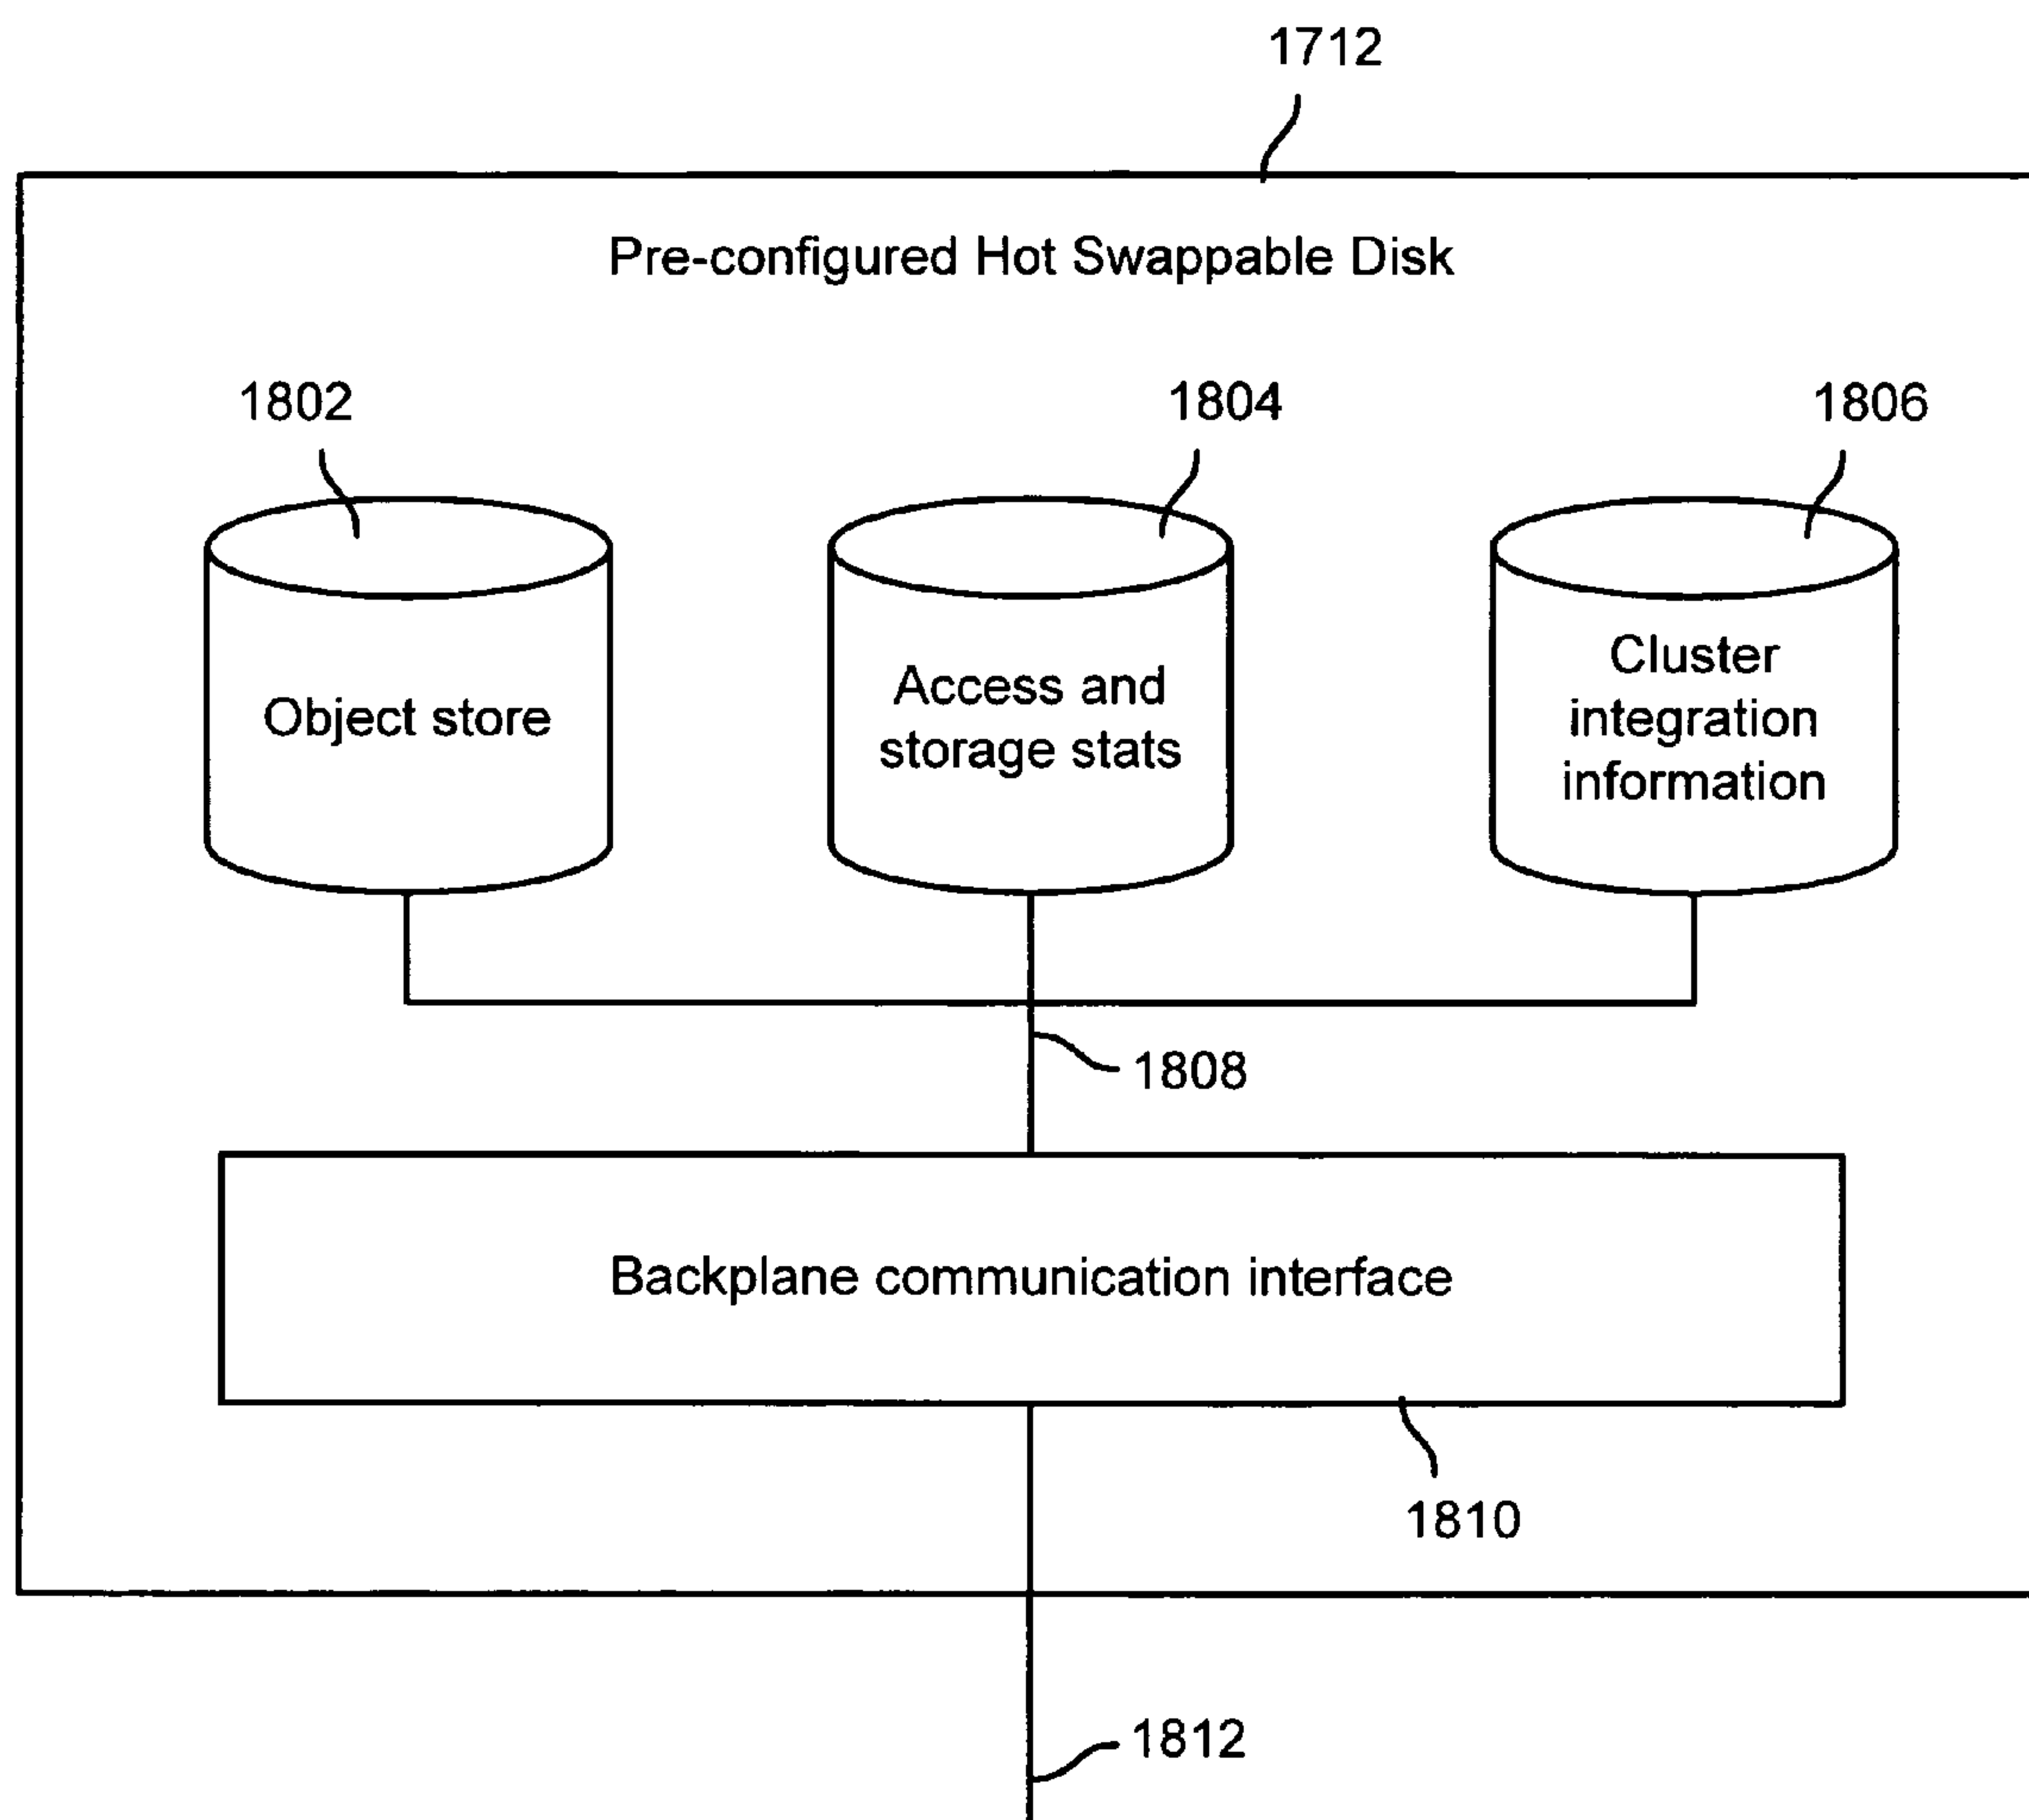 1712
Pre-configured Hot Swappable Disk
1802
1804
1806
Object store
Access and
storage stats
Cluster
integration
information
1808
Backplane communication interface
1810
1812